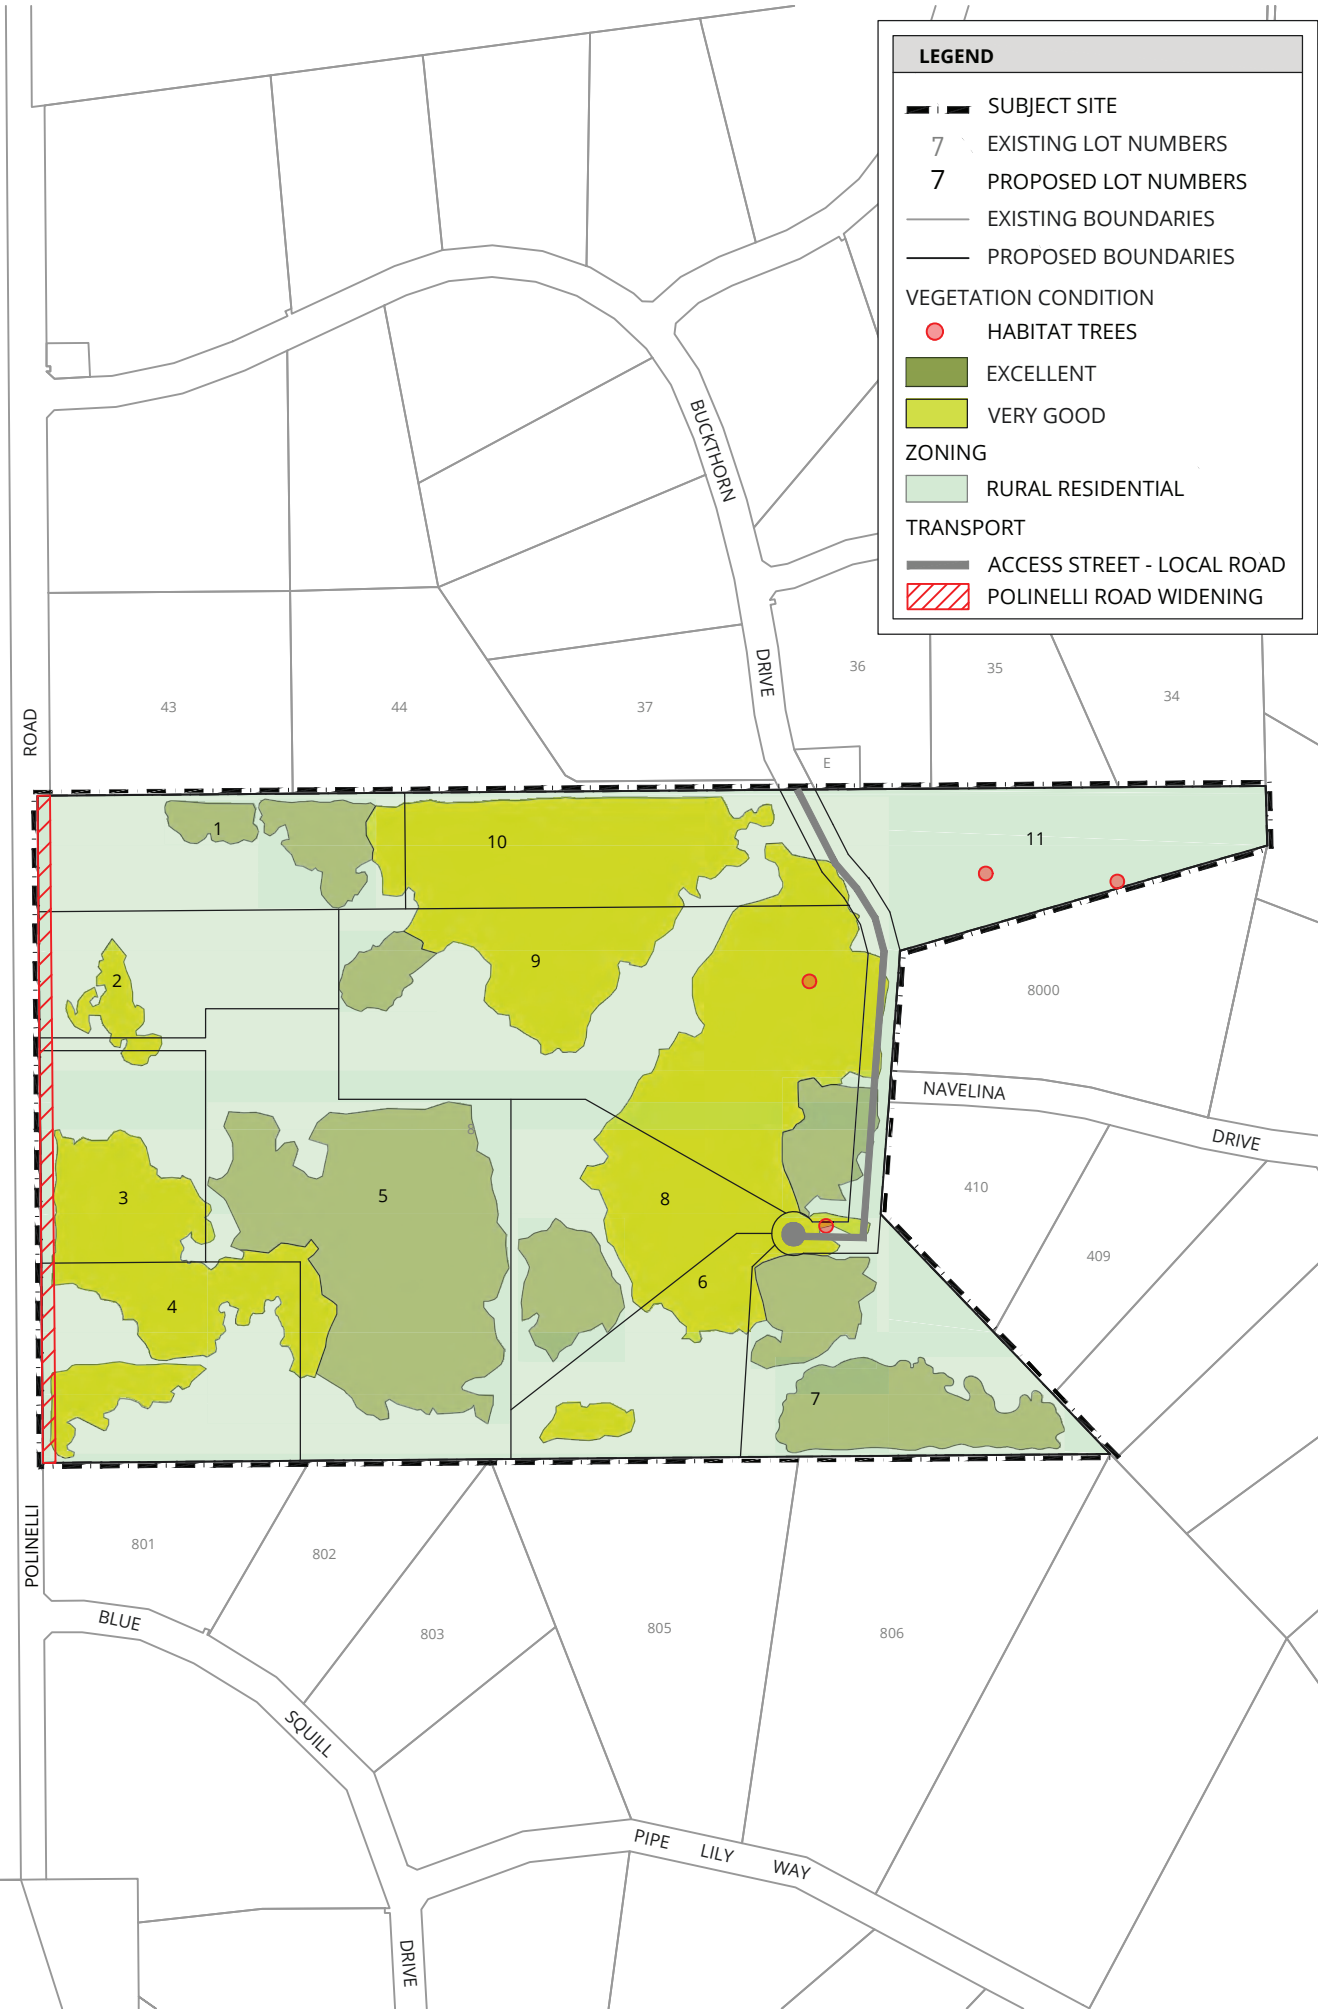 LEGEND
SUBJECT SITE
7 EXISTING LOT NUMBERS
7 PROPOSED LOT NUMBERS
EXISTING BOUNDARIES
PROPOSED BOUNDARIES
VEGETATION CONDITION
HABITAT TREES
EXCELLENT
VERY GOOD
ZONING
RURAL RESIDENTIAL
TRANSPORT
ACCESS STREET - LOCAL ROAD
POLINELLI ROAD WIDENING
BUCKTHORN
DRIVE
36
35
34
43
44
37
ROAD
E
1
10
11
2
9
8000
NAVELINA
DRIVE
8
3
5
8
410
409
4
6
7
POLINELLI
801
802
803
805
806
BLUE
SQUILL
DRIVE
PIPE LILY WAY